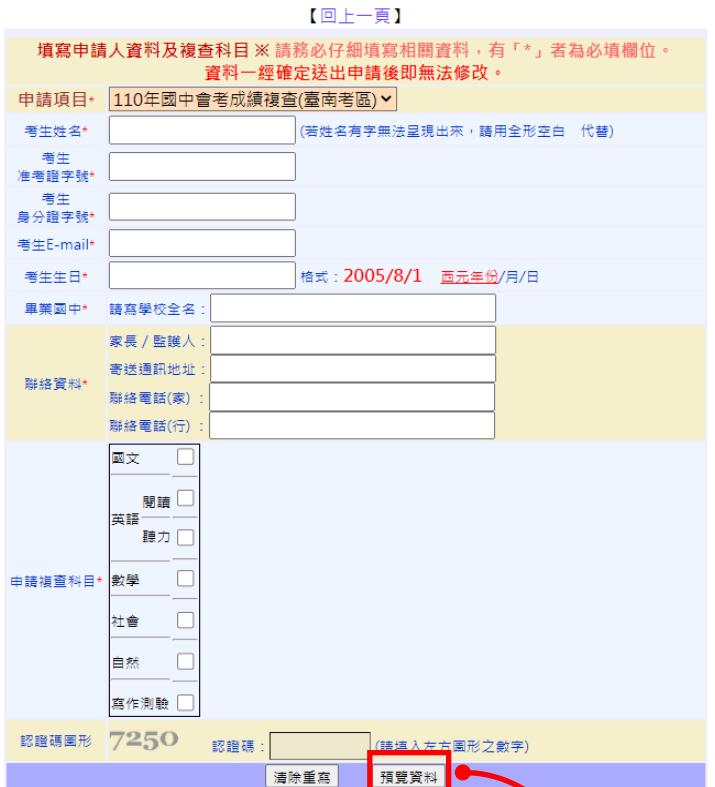 【回上一頁】
填寫申請人資料及複查科目 ※ 請務必仔細填寫相關資料，有「*」者為必填欄位。
資料一經確定送出申請後即無法修改。
申請項目* 110年國中會考成績複查(臺南考區)
考生姓名* (若姓名有字無法呈現出來，請用全形空白　代替)
考生
准考證字號*
考生
身分證字號*
考生E-mail*
考生生日* 格式：2005/8/1 西元年份/月/日
畢業國中* 請寫學校全名：
聯絡資料*
家長 / 監護人：
寄送通訊地址：
聯絡電話(家) ：
聯絡電話(行) ：
申請複查科目*
國文
英語
閱讀
聽力
數學
社會
自然
寫作測驗
認證碼圖形 7250 認證碼： (請填入左方圖形之數字)
清除重寫 預覽資料